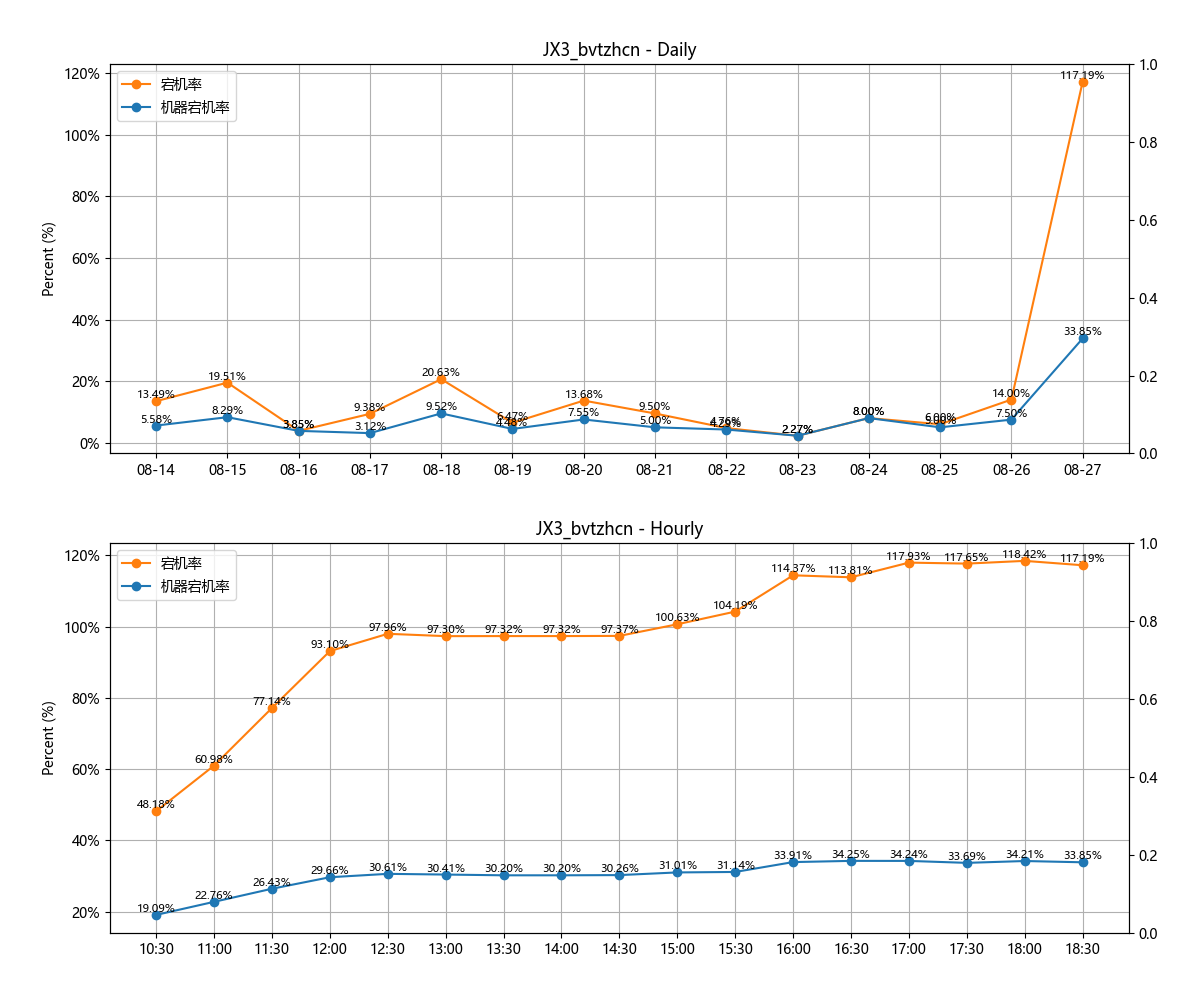 JX3_bvtzhcn - Daily
宕机率
机器宕机率
Percent (%)
120%
100%
80%
60%
40%
20%
0%
1.0
0.8
0.6
0.4
0.2
0.0
13.49% 19.51% 3.85% 9.38% 20.63% 6.47% 13.68% 9.50% 4.76% 2.27% 8.00% 6.00% 14.00% 117.19%
5.58% 8.29% 3.85% 3.12% 9.52% 4.48% 7.55% 5.00% 4.29% 2.27% 8.00% 5.00% 7.50% 33.85%
08-14 08-15 08-16 08-17 08-18 08-19 08-20 08-21 08-22 08-23 08-24 08-25 08-26 08-27
JX3_bvtzhcn - Hourly
宕机率
机器宕机率
Percent (%)
120%
100%
80%
60%
40%
20%
1.0
0.8
0.6
0.4
0.2
0.0
48.18% 60.98% 77.14% 93.10% 97.96% 97.30% 97.32% 97.32% 97.37% 100.63% 104.19% 114.37% 113.81% 117.93% 117.65% 118.42% 117.19%
19.09% 22.76% 26.43% 29.66% 30.61% 30.41% 30.20% 30.20% 30.26% 31.01% 31.14% 33.91% 34.25% 34.24% 33.69% 34.21% 33.85%
10:30 11:00 11:30 12:00 12:30 13:00 13:30 14:00 14:30 15:00 15:30 16:00 16:30 17:00 17:30 18:00 18:30